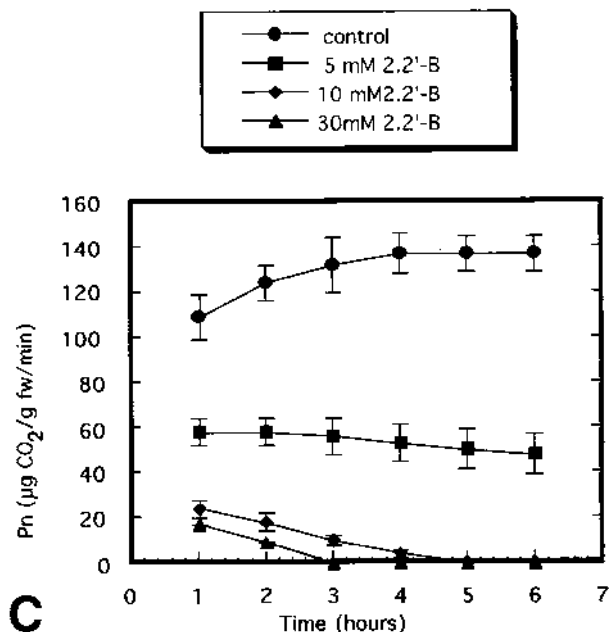 control
5 mM 2.2'-B
10 mM2.2'-B
30mM 2.2'-B
160
140
120
100
80
60
40
20
0
Pn (µg CO2/g fw/min)
0 1 2 3 4 5 6 7
Time (hours)
C